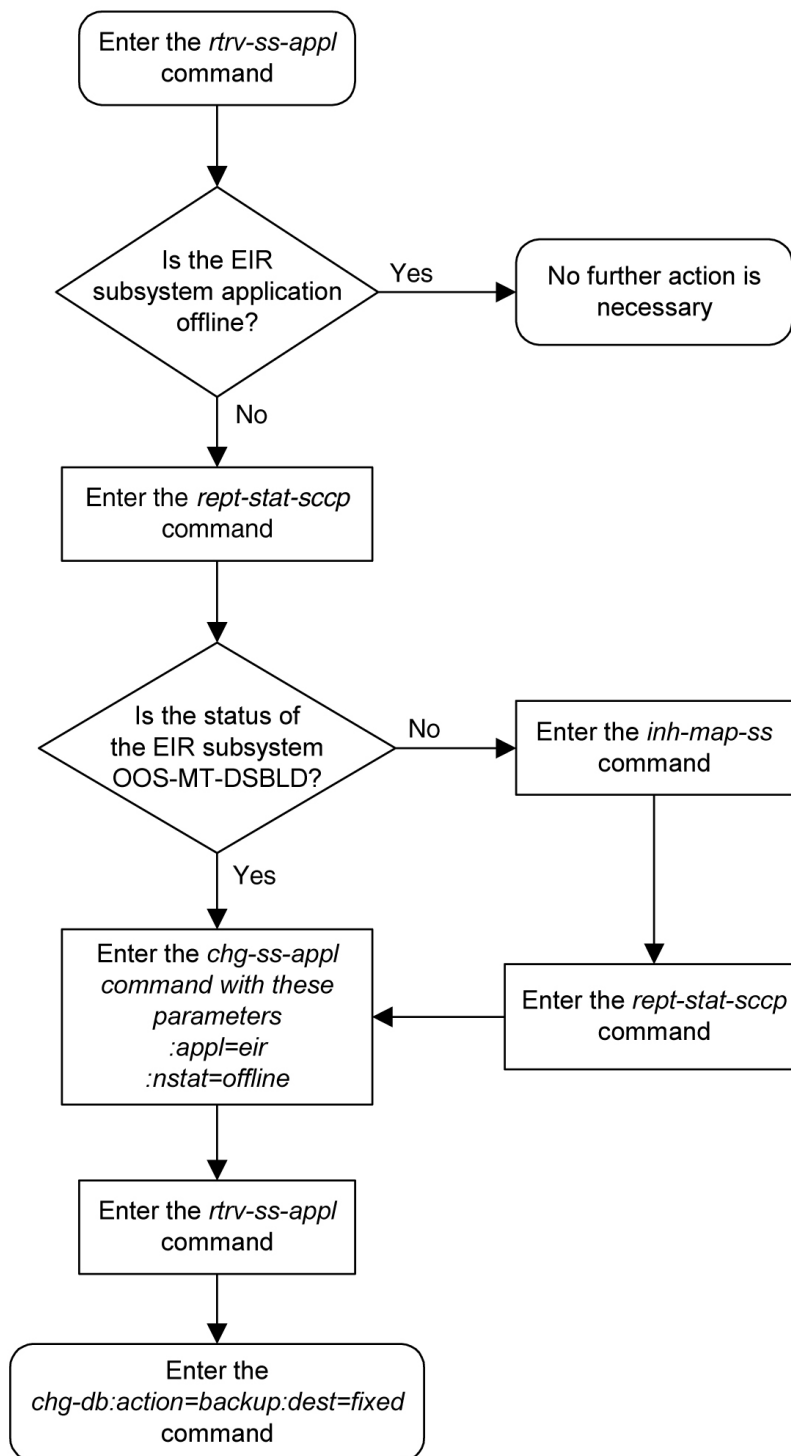 Enter the rtrv-ss-appl
command
Is the EIR
subsystem application
offline?
Yes
No further action is
necessary
No
Enter the rept-stat-sccp
command
Is the status of
the EIR subsystem
OOS-MT-DSBLD?
No
Enter the inh-map-ss
command
Yes
Enter the chg-ss-appl
command with these
parameters
:appl=eir
:nstat=offline
Enter the rept-stat-sccp
command
Enter the rtrv-ss-appl
command
Enter the
chg-db:action=backup:dest=fixed
command